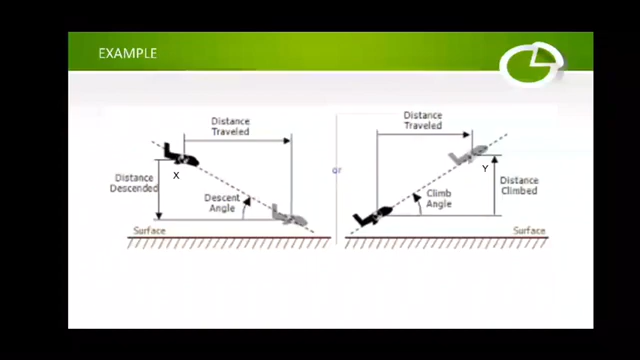 EXAMPLE
Distance
Traveled
X
Distance
Descended
Descent
Angle
Surface
or
Distance
Traveled
Y
Distance
Climbed
Climb
Angle
Surface